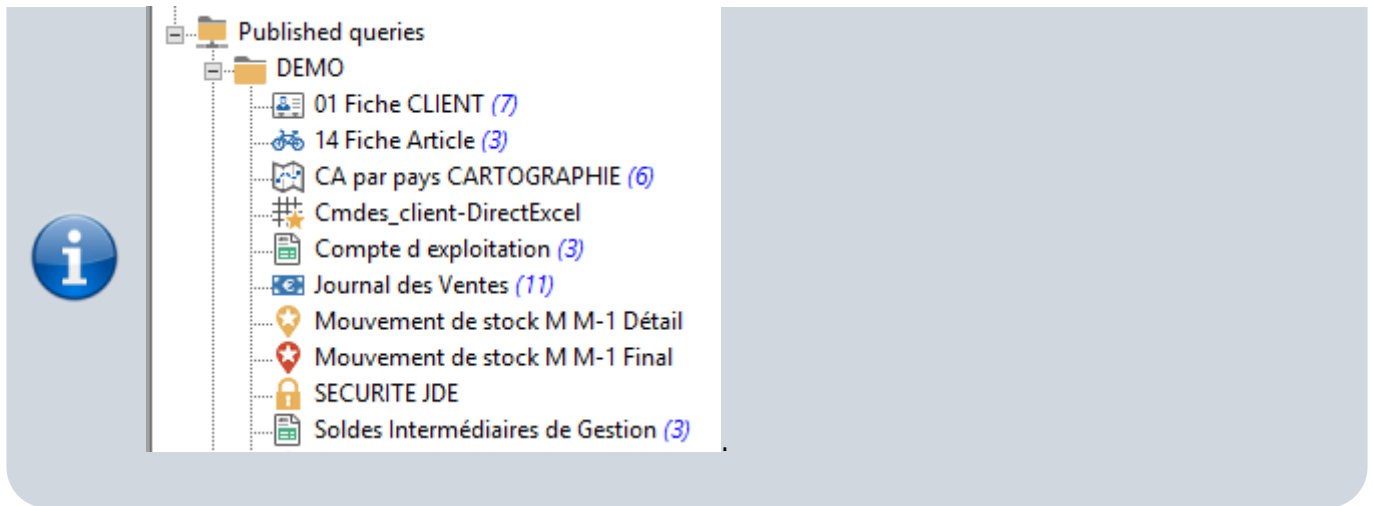 Published queries
DEMO
01 Fiche CLIENT (7)
14 Fiche Article (3)
CA par pays CARTOGRAPHIE (6)
Cmdes_client-DirectExcel
Compte d exploitation (3)
Journal des Ventes (11)
Mouvement de stock M M-1 Détail
Mouvement de stock M M-1 Final
SECURITE JDE
Soldes Intermédiaires de Gestion (3)
.